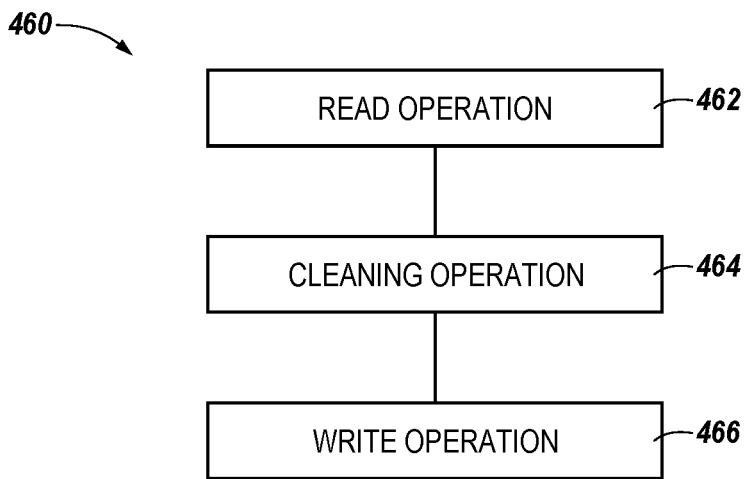 460
READ OPERATION
462
CLEANING OPERATION
464
WRITE OPERATION
466